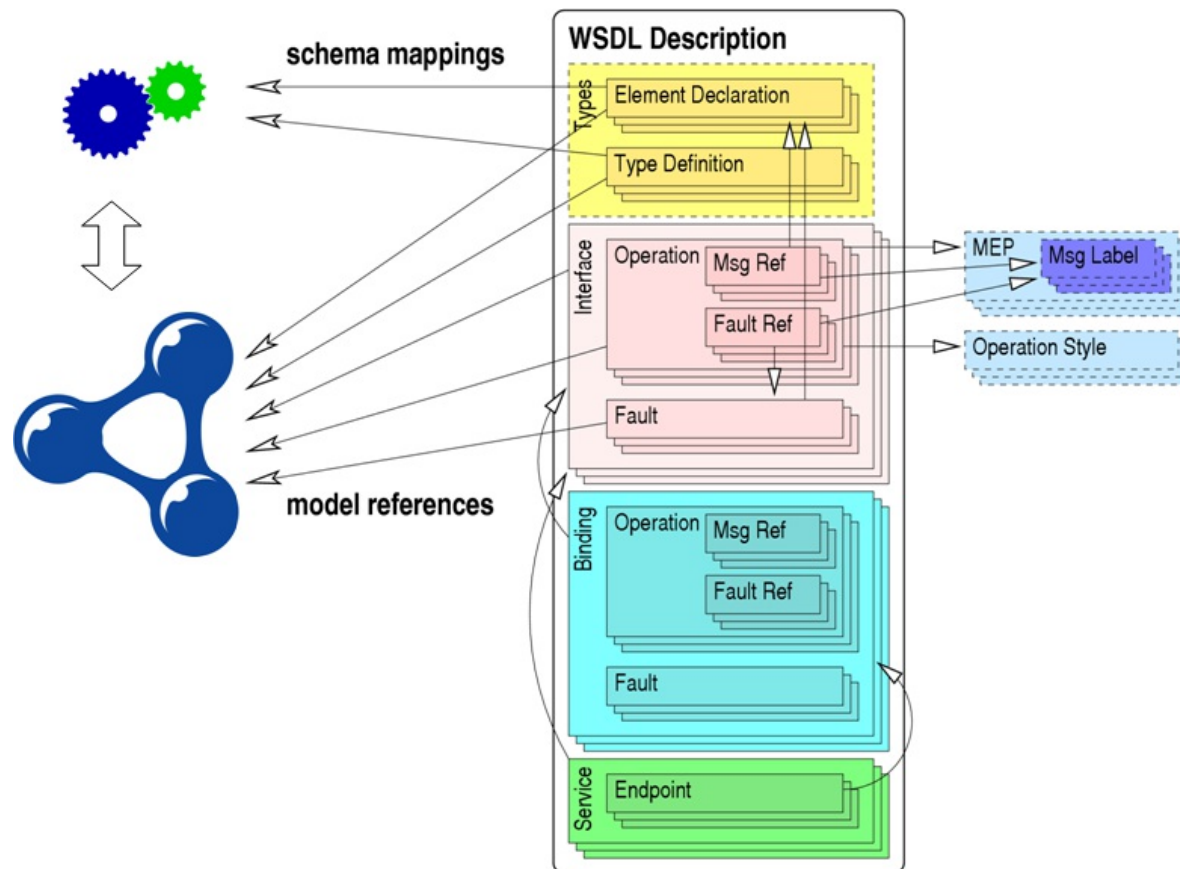 WSDL Description
schema mappings
Types
Element Declaration
Type Definition
Interface
Operation
Msg Ref
Fault Ref
Fault
MEP
Msg Label
Operation Style
model references
Binding
Operation
Msg Ref
Fault Ref
Fault
Service
Endpoint